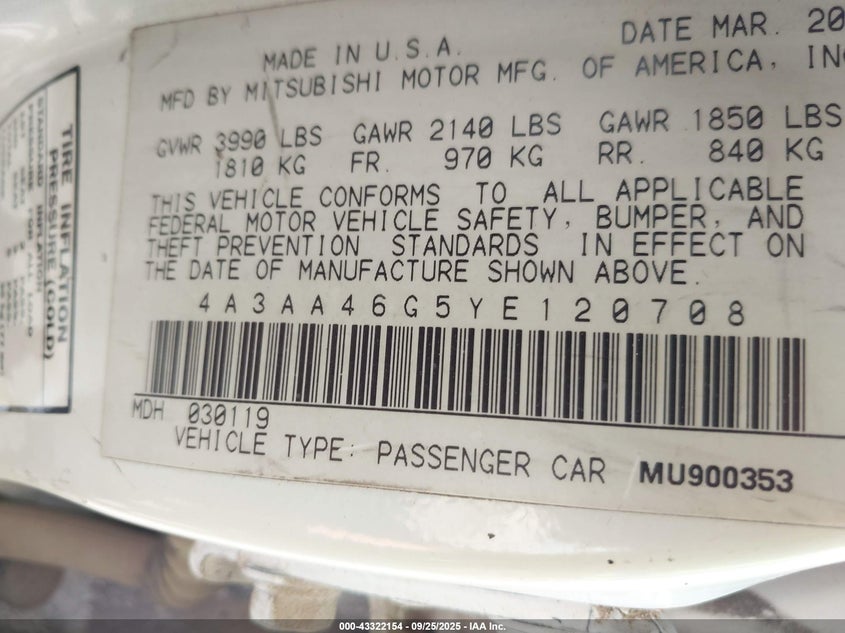 MADE IN U.S.A. DATE MAR. 20
MFD BY MITSUBISHI MOTOR MFG. OF AMERICA, INC
GVWR 3990 LBS GAWR 2140 LBS GAWR 1850 LBS
1810 KG FR. 970 KG RR. 840 KG
THIS VEHICLE CONFORMS TO ALL APPLICABLE
FEDERAL MOTOR VEHICLE SAFETY, BUMPER, AND
THEFT PREVENTION STANDARDS IN EFFECT ON
THE DATE OF MANUFACTURE SHOWN ABOVE.
4A3AA46G5YE120708
MDH 030119
VEHICLE TYPE: PASSENGER CAR MU900353
TIRE INFLATION
PRESSURE (COLD)
STANDARD INFLATION
000-43322154 - 09/25/2025 - IAA Inc.